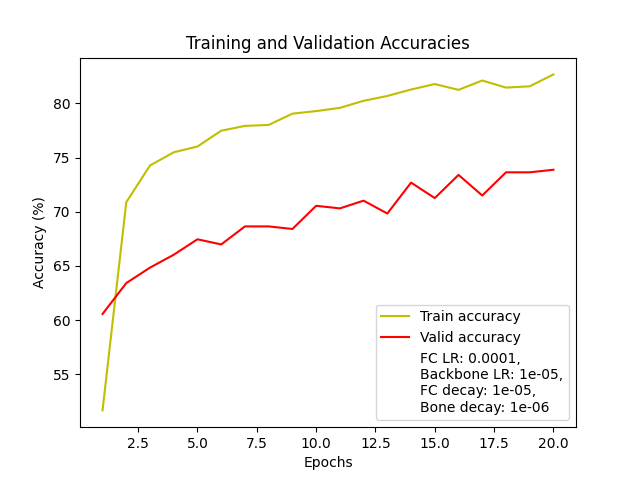 Training and Validation Accuracies
Accuracy (%)
80
75
70
65
60
55
Train accuracy
Valid accuracy
FC LR: 0.0001,
Backbone LR: 1e-05,
FC decay: 1e-05,
Bone decay: 1e-06
2.5 5.0 7.5 10.0 12.5 15.0 17.5 20.0
Epochs